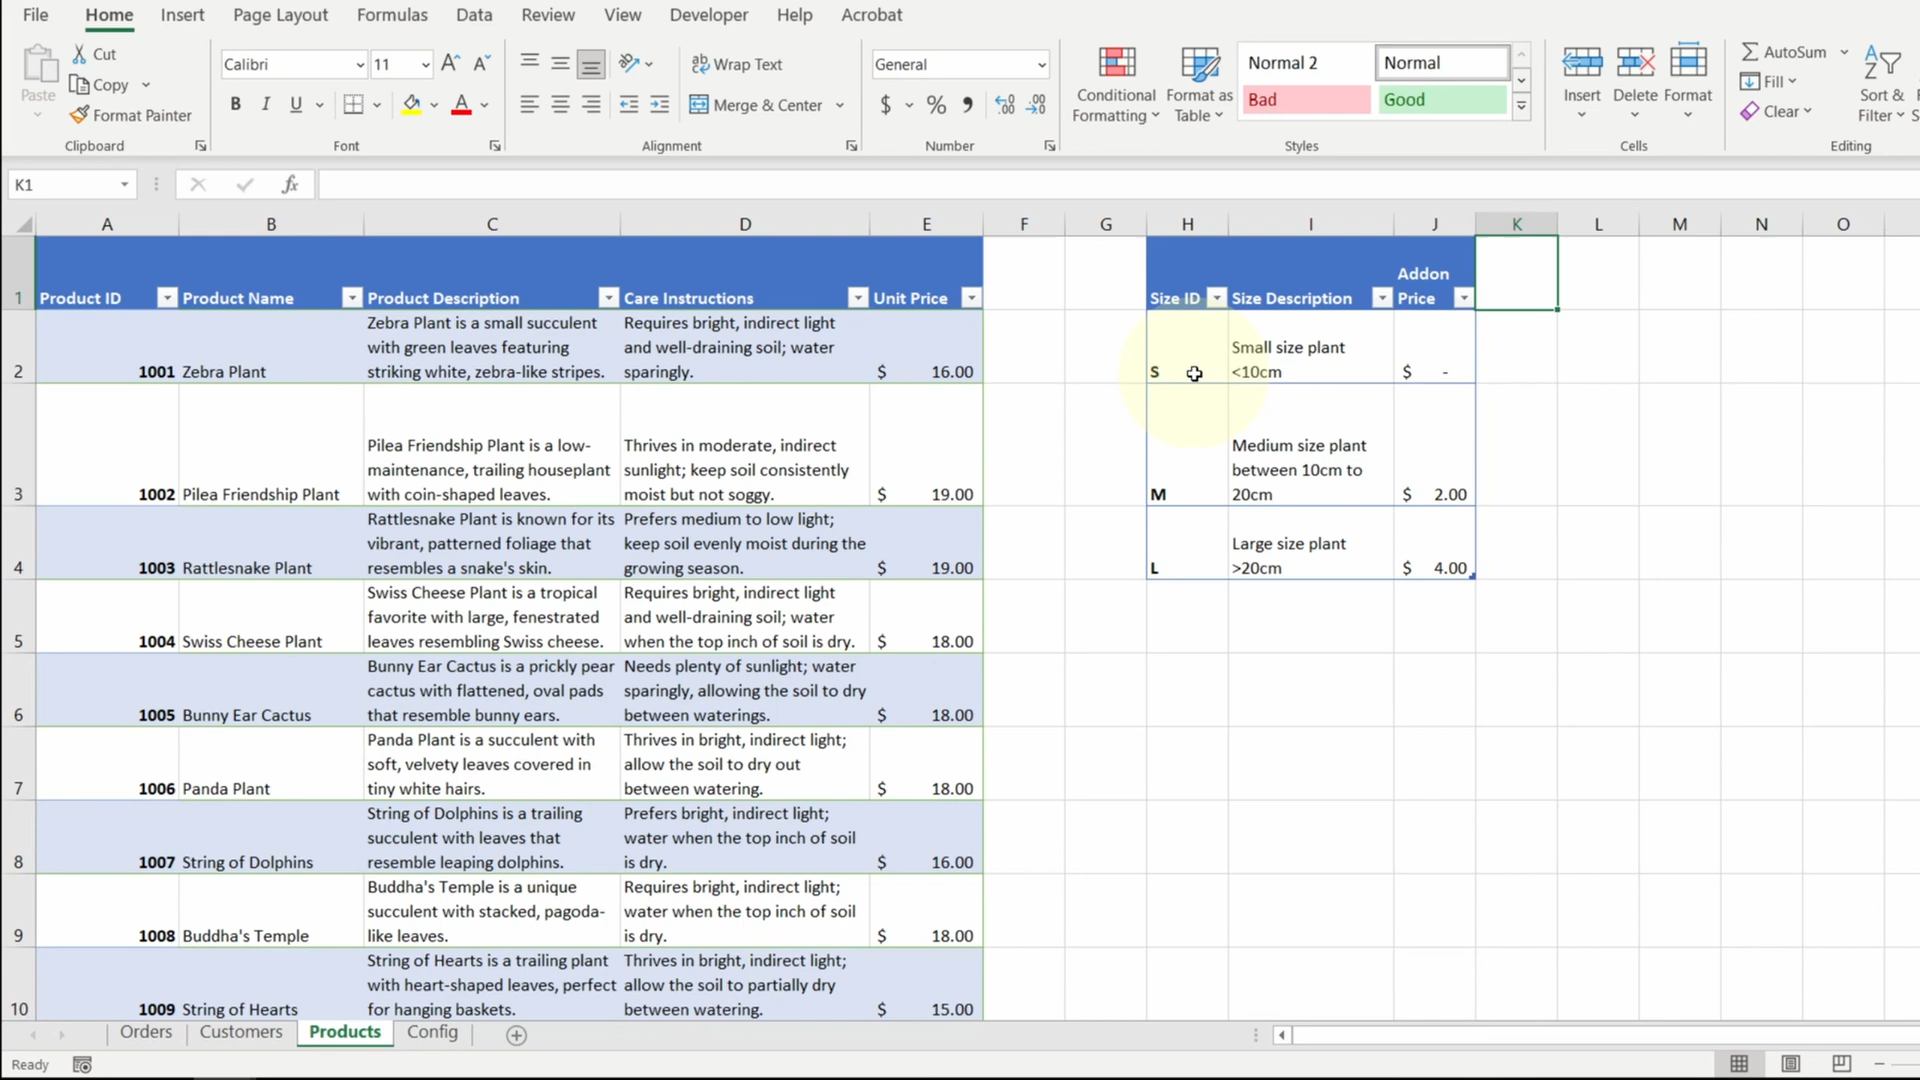 File Home Insert Page Layout Formulas Data Review View Developer Help Acrobat
Paste
Cut
Copy
Format Painter
Clipboard
Calibri 11 A A
B I U A
Font
ab Wrap Text
Merge & Center
Alignment
General
$ % ,
Number
Conditional
Formatting
Format as
Table
Normal 2 Normal
Bad Good
Styles
Insert Delete Format
Cells
AutoSum
Fill
Clear
Sort &
Filter
Editing
K1 fx
A B C D E F G H I J K L M N O
1 Product ID Product Name Product Description Care Instructions Unit Price
Size ID Size Description Addon
Price
2 1001 Zebra Plant
Zebra Plant is a small succulent
with green leaves featuring
striking white, zebra-like stripes.
Requires bright, indirect light
and well-draining soil; water
sparingly.
$ 16.00
S
Small size plant
<10cm
$ -
3 1002 Pilea Friendship Plant
Pilea Friendship Plant is a low-
maintenance, trailing houseplant
with coin-shaped leaves.
Thrives in moderate, indirect
sunlight; keep soil consistently
moist but not soggy.
$ 19.00
M
Medium size plant
between 10cm to
20cm
$ 2.00
4 1003 Rattlesnake Plant
Rattlesnake Plant is known for its
vibrant, patterned foliage that
resembles a snake's skin.
Prefers medium to low light;
keep soil evenly moist during the
growing season.
$ 19.00
L
Large size plant
>20cm
$ 4.00
5 1004 Swiss Cheese Plant
Swiss Cheese Plant is a tropical
favorite with large, fenestrated
leaves resembling Swiss cheese.
Requires bright, indirect light
and well-draining soil; water
when the top inch of soil is dry.
$ 18.00
6 1005 Bunny Ear Cactus
Bunny Ear Cactus is a prickly pear
cactus with flattened, oval pads
that resemble bunny ears.
Needs plenty of sunlight; water
sparingly, allowing the soil to dry
between waterings.
$ 18.00
7 1006 Panda Plant
Panda Plant is a succulent with
soft, velvety leaves covered in
tiny white hairs.
Thrives in bright, indirect light;
allow the soil to dry out
between watering.
$ 18.00
8 1007 String of Dolphins
String of Dolphins is a trailing
succulent with leaves that
resemble leaping dolphins.
Prefers bright, indirect light;
water when the top inch of soil
is dry.
$ 16.00
9 1008 Buddha's Temple
Buddha's Temple is a unique
succulent with stacked, pagoda-
like leaves.
Requires bright, indirect light;
water when the top inch of soil
is dry.
$ 18.00
10 1009 String of Hearts
String of Hearts is a trailing plant
with heart-shaped leaves, perfect
for hanging baskets.
Thrives in bright, indirect light;
allow the soil to partially dry
between watering.
$ 15.00
Orders Customers Products Config
Ready